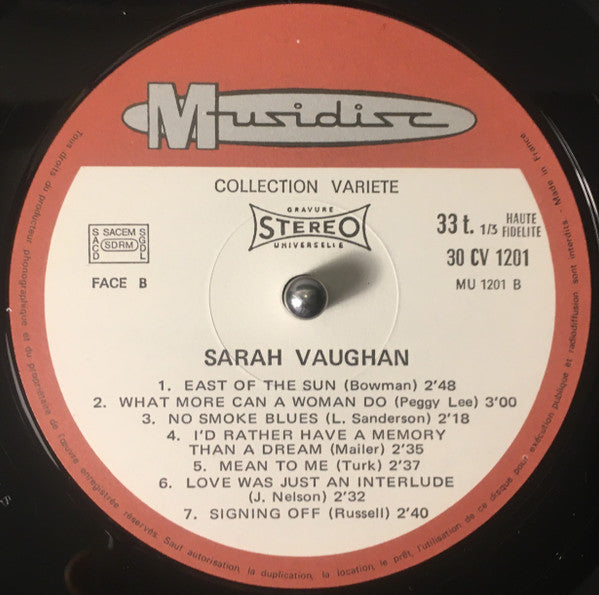 Musidisc
COLLECTION VARIETE
GRAVURE
STEREO
UNIVERSELLE
33 t. 1/3 HAUTE FIDELITE
30 CV 1201
MU 1201 B
SACD
SACEM
SDRM
SGDL
FACE B
SARAH VAUGHAN
1. EAST OF THE SUN (Bowman) 2'48
2. WHAT MORE CAN A WOMAN DO (Peggy Lee) 3'00
3. NO SMOKE BLUES (L. Sanderson) 2'18
4. I'D RATHER HAVE A MEMORY
THAN A DREAM (Mailer) 2'35
5. MEAN TO ME (Turk) 2'37
6. LOVE WAS JUST AN INTERLUDE
(J. Nelson) 2'32
7. SIGNING OFF (Russell) 2'40
Tous droits du producteur phonographique et du propriétaire de l'œuvre enregistrée réservés. Sauf autorisation, la duplication, la location, le prêt, l'utilisation de ce disque pour exécution publique et radiodiffusion sont interdits. Made in France